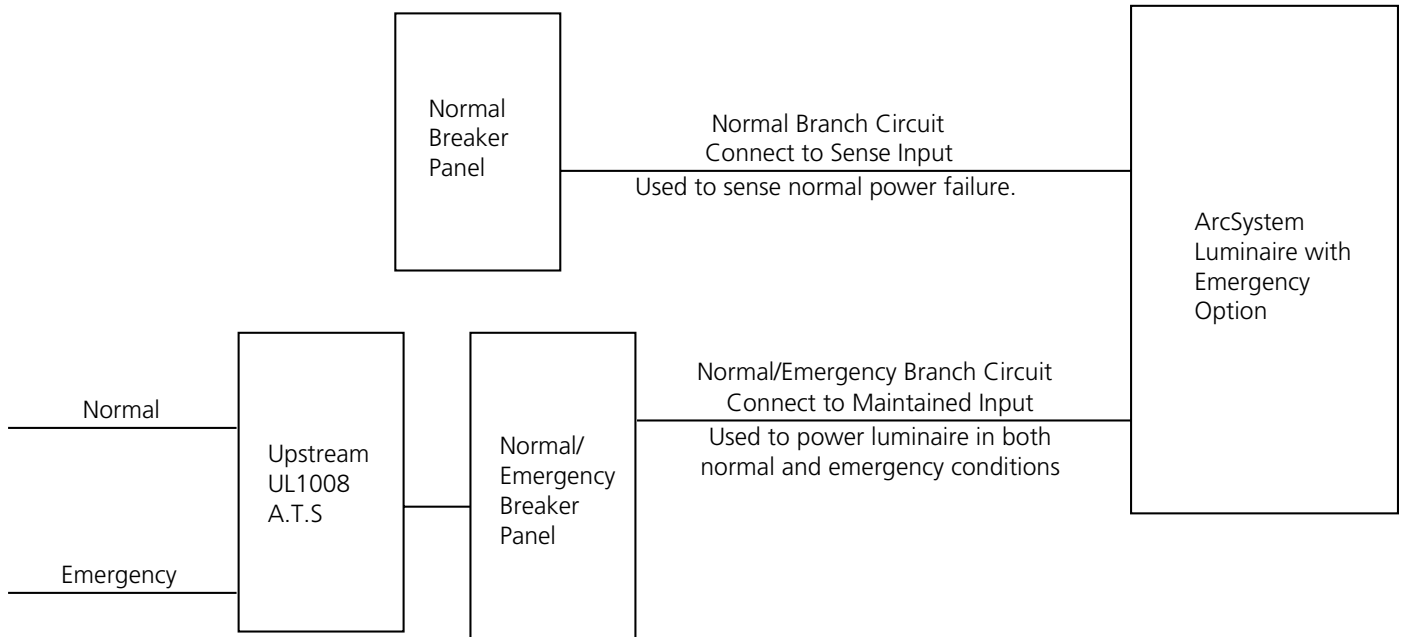 Normal
Breaker
Panel
Normal Branch Circuit
Connect to Sense Input
Used to sense normal power failure.
ArcSystem
Luminaire with
Emergency
Option
Normal
Emergency
Upstream
UL1008
A.T.S
Normal/
Emergency
Breaker
Panel
Normal/Emergency Branch Circuit
Connect to Maintained Input
Used to power luminaire in both
normal and emergency conditions